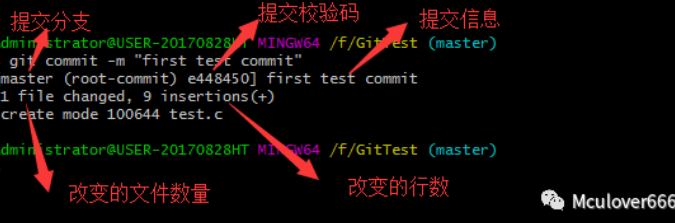 提交分支 提交校验码 提交信息
dministrator@USER-20170828HT MINGW64 /f/GitTest (master)
git commit -m "first test commit"
master (root-commit) e448450] first test commit
1 file changed, 9 insertions(+)
create mode 100644 test.c
dministrator@USER-20170828HT MINGW64 /f/GitTest (master)
改变的文件数量 改变的行数
Mculover666